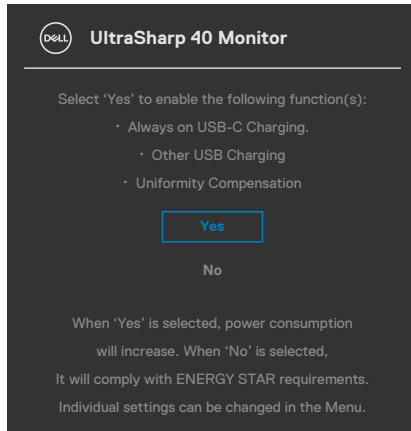 DELL
UltraSharp 40 Monitor
Select ‘Yes’ to enable the following function(s):
· Always on USB-C Charging.
· Other USB Charging
· Uniformity Compensation
Yes
No
When ‘Yes’ is selected, power consumption
will increase. When ‘No’ is selected,
It will comply with ENERGY STAR requirements.
Individual settings can be changed in the Menu.